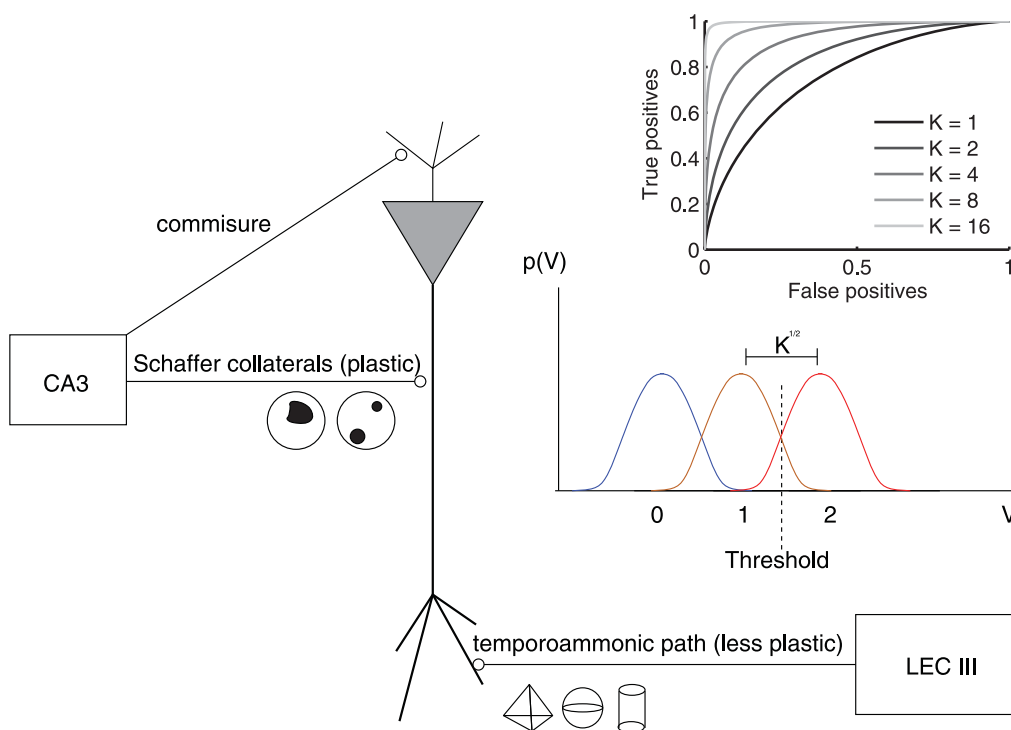 1
0.8
0.6
0.4
0.2
0
True positives
K = 1
K = 2
K = 4
K = 8
K = 16
0
0.5
1
False positives
commisure
p(V)
Schaffer collaterals (plastic)
CA3
K^1/2
0
1
2
V
Threshold
temporoammonic path (less plastic)
LEC III